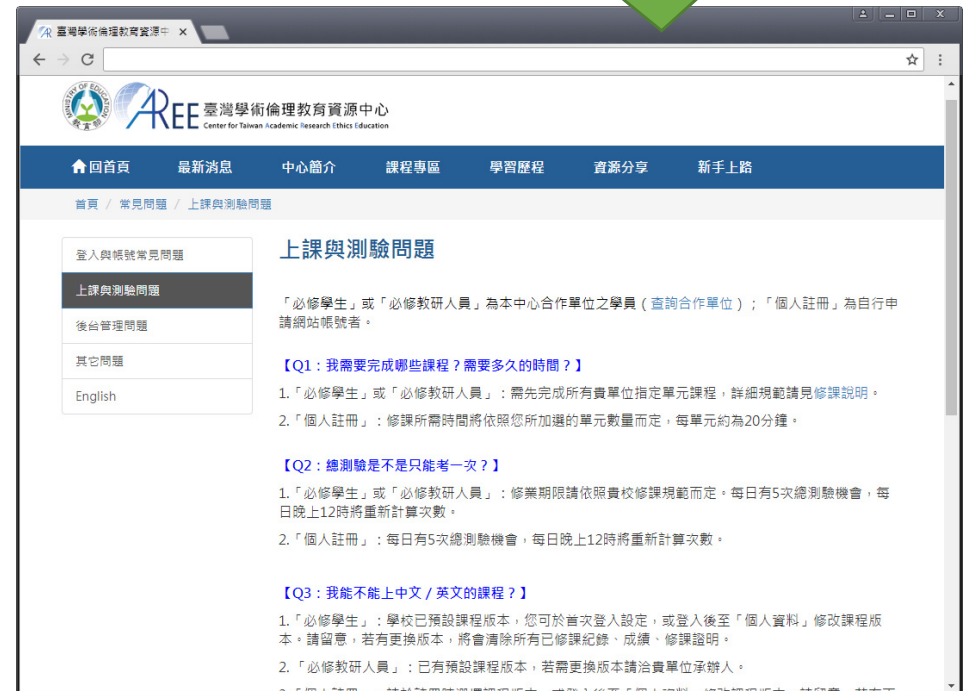 臺灣學術倫理教育資源中
MINISTRY OF EDUCATION
教育部
AREE 臺灣學術倫理教育資源中心
Center for Taiwan Academic Research Ethics Education
回首頁 最新消息 中心簡介 課程專區 學習歷程 資源分享 新手上路
首頁 / 常見問題 / 上課與測驗問題
登入與帳號常見問題
上課與測驗問題
後台管理問題
其它問題
English
上課與測驗問題
「必修學生」或「必修教研人員」為本中心合作單位之學員(查詢合作單位);「個人註冊」為自行申
請網站帳號者。
【Q1:我需要完成哪些課程?需要多久的時間?】
1.「必修學生」或「必修教研人員」:需先完成所有貴單位指定單元課程,詳細規範請見修課說明。
2.「個人註冊」:修課所需時間將依照您所加選的單元數量而定,每單元約為20分鐘。
【Q2:總測驗是不是只能考一次?】
1.「必修學生」或「必修教研人員」:修業期限請依照貴校修課規範而定。每日有5次總測驗機會,每
日晚上12時將重新計算次數。
2.「個人註冊」:每日有5次總測驗機會,每日晚上12時將重新計算次數。
【Q3:我能不能上中文 / 英文的課程?】
1.「必修學生」:學校已預設課程版本,您可於首次登入設定,或登入後至「個人資料」修改課程版
本。請留意,若有更換版本,將會清除所有已修課紀錄、成績、修課證明。
2. 「必修教研人員」:已有預設課程版本,若需更換版本請洽貴單位承辦人。